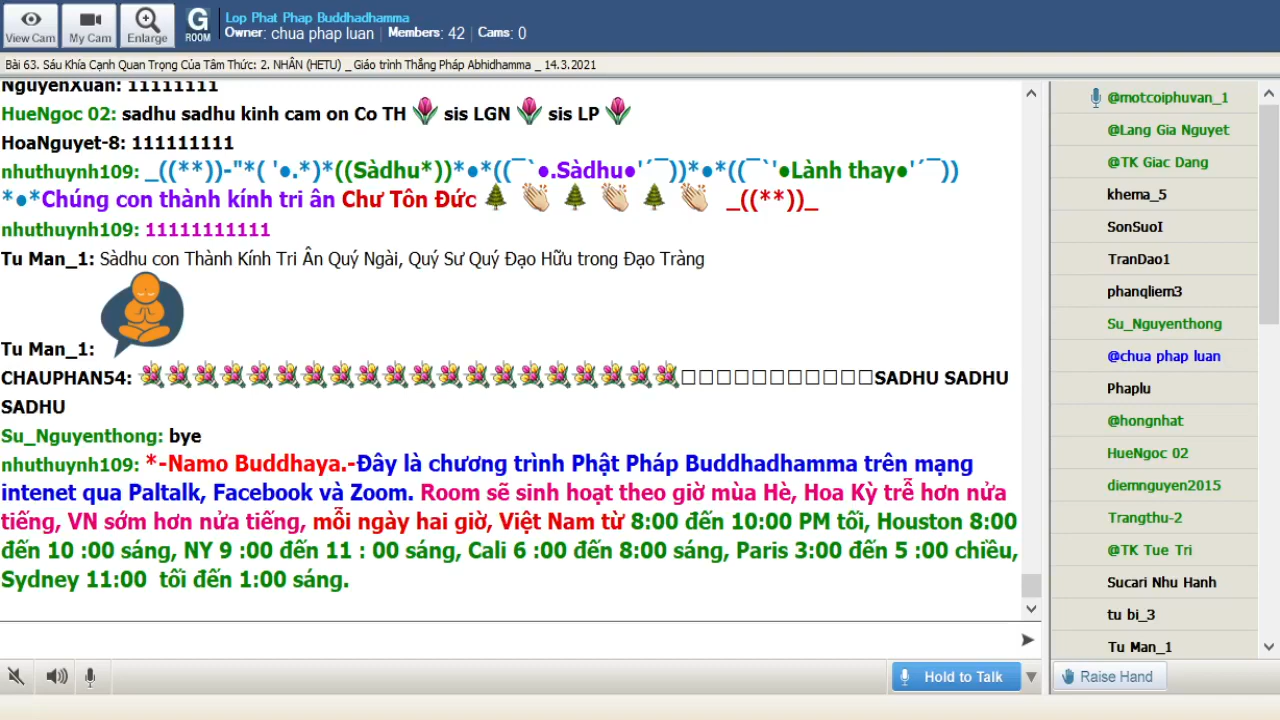 View Cam
My Cam
Enlarge
G
ROOM
Lop Phat Phap Buddhadhamma
Owner: chua phap luan | Members: 42 | Cams: 0
Bài 63. Sáu Khía Cạnh Quan Trọng Của Tâm Thức: 2. NHÂN (HETU) _ Giáo trình Thắng Pháp Abhidhamma _ 14.3.2021
NguyenXuan: 11111111
HueNgoc 02: sadhu sadhu kinh cam on Co TH 🌷 sis LGN 🌷 sis LP 🌷
HoaNguyet-8: 111111111
nhuthuynh109: _((**))-"*( '●.*)*((Sàdhu*))*●*((¯`●.Sàdhu●'´¯))*●*((¯`'●Lành thay●'´¯))
*●*Chúng con thành kính tri ân Chư Tôn Đức 🌲 👏 🌲 👏 🌲 👏 _((**))_
nhuthuynh109: 11111111111
Tu Man_1: Sàdhu con Thành Kính Tri Ân Quý Ngài, Quý Sư Quý Đạo Hữu trong Đạo Tràng
Tu Man_1:
CHAUPHAN54: 💐💐💐💐💐💐💐💐💐💐💐💐💐💐💐💐💐💐💐💐□□□□□□□□□□□SADHU SADHU
SADHU
Su_Nguyenthong: bye
nhuthuynh109: *-Namo Buddhaya.-Đây là chương trình Phật Pháp Buddhadhamma trên mạng
intenet qua Paltalk, Facebook và Zoom. Room sẽ sinh hoạt theo giờ mùa Hè, Hoa Kỳ trễ hơn nửa
tiếng, VN sớm hơn nửa tiếng, mỗi ngày hai giờ, Việt Nam từ 8:00 đến 10:00 PM tối, Houston 8:00
đến 10 :00 sáng, NY 9 :00 đến 11 : 00 sáng, Cali 6 :00 đến 8:00 sáng, Paris 3:00 đến 5 :00 chiều,
Sydney 11:00 tối đến 1:00 sáng.
Hold to Talk
@motcoiphuvan_1
@Lang Gia Nguyet
@TK Giac Dang
khema_5
SonSuoI
TranDao1
phanqliem3
Su_Nguyenthong
@chua phap luan
Phaplu
@hongnhat
HueNgoc 02
diemnguyen2015
Trangthu-2
@TK Tue Tri
Sucari Nhu Hanh
tu bi_3
Tu Man_1
Raise Hand